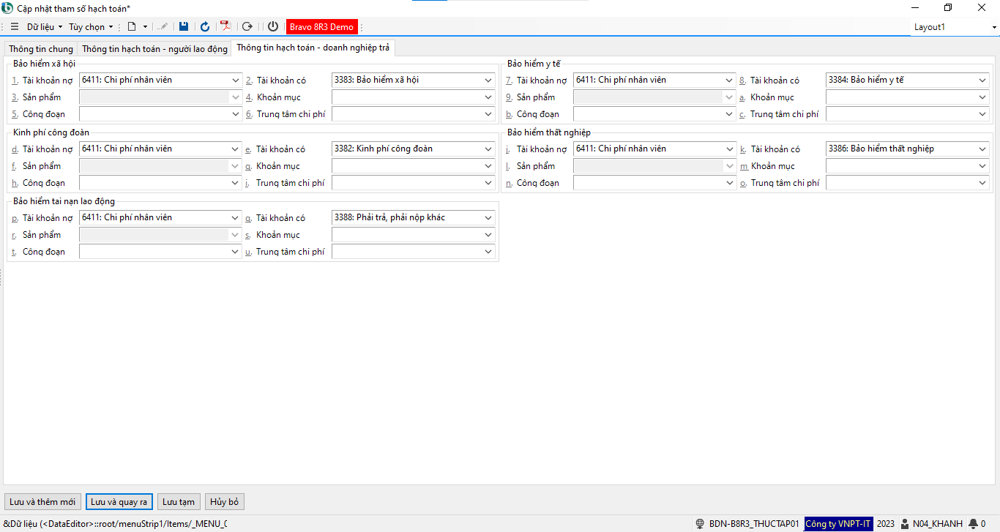 Cập nhật tham số hạch toán*
Dữ liệu Tùy chọn Bravo 8R3 Demo Layout1
Thông tin chung Thông tin hạch toán - người lao động Thông tin hạch toán - doanh nghiệp trả
Bảo hiểm xã hội
1. Tài khoản nợ 6411: Chi phí nhân viên 2. Tài khoản có 3383: Bảo hiểm xã hội
3. Sản phẩm 4. Khoản mục
5. Công đoạn 6. Trung tâm chi phí
Bảo hiểm y tế
7. Tài khoản nợ 6411: Chi phí nhân viên 8. Tài khoản có 3384: Bảo hiểm y tế
9. Sản phẩm a. Khoản mục
b. Công đoạn c. Trung tâm chi phí
Kinh phí công đoàn
d. Tài khoản nợ 6411: Chi phí nhân viên e. Tài khoản có 3382: Kinh phí công đoàn
f. Sản phẩm g. Khoản mục
h. Công đoạn i. Trung tâm chi phí
Bảo hiểm thất nghiệp
j. Tài khoản nợ 6411: Chi phí nhân viên k. Tài khoản có 3386: Bảo hiểm thất nghiệp
l. Sản phẩm m Khoản mục
n. Công đoạn o. Trung tâm chi phí
Bảo hiểm tai nạn lao động
p. Tài khoản nợ 6411: Chi phí nhân viên q. Tài khoản có 3388: Phải trả, phải nộp khác
r. Sản phẩm s. Khoản mục
t. Công đoạn u. Trung tâm chi phí
Lưu và thêm mới Lưu và quay ra Lưu tạm Hủy bỏ
&Dữ liệu (<DataEditor>::root/menuStrip1/Items/_MENU_0 BDN-B8R3_THUCTAP01 Công ty VNPT-IT 2023 N04_KHANH 0